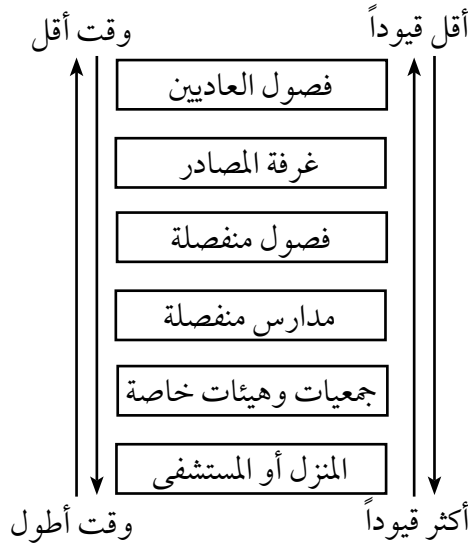 أقل قيوداً
وقت أقل
فصول العاديين
غرفة المصادر
فصول منفصلة
مدارس منفصلة
جمعيات وهيئات خاصة
المنزل أو المستشفى
أكثر قيوداً
وقت أطول